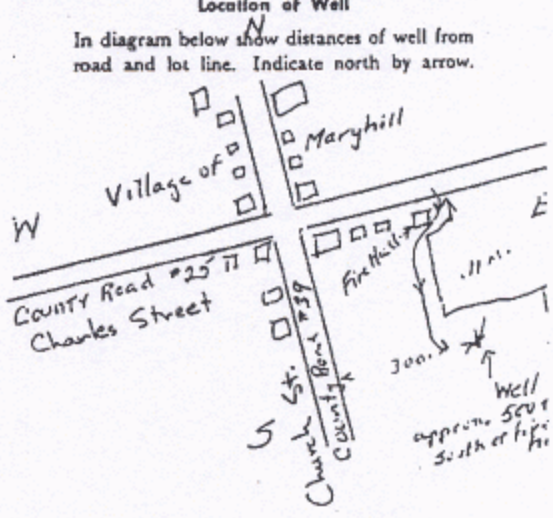 Location of Well
N
In diagram below show distances of well from
road and lot line. Indicate north by arrow.
Village of Maryhill
W
E
County Road #25
Charles Street
Fire Hall
Church St.
County Road #39
S
300.
Well
approx.
South of